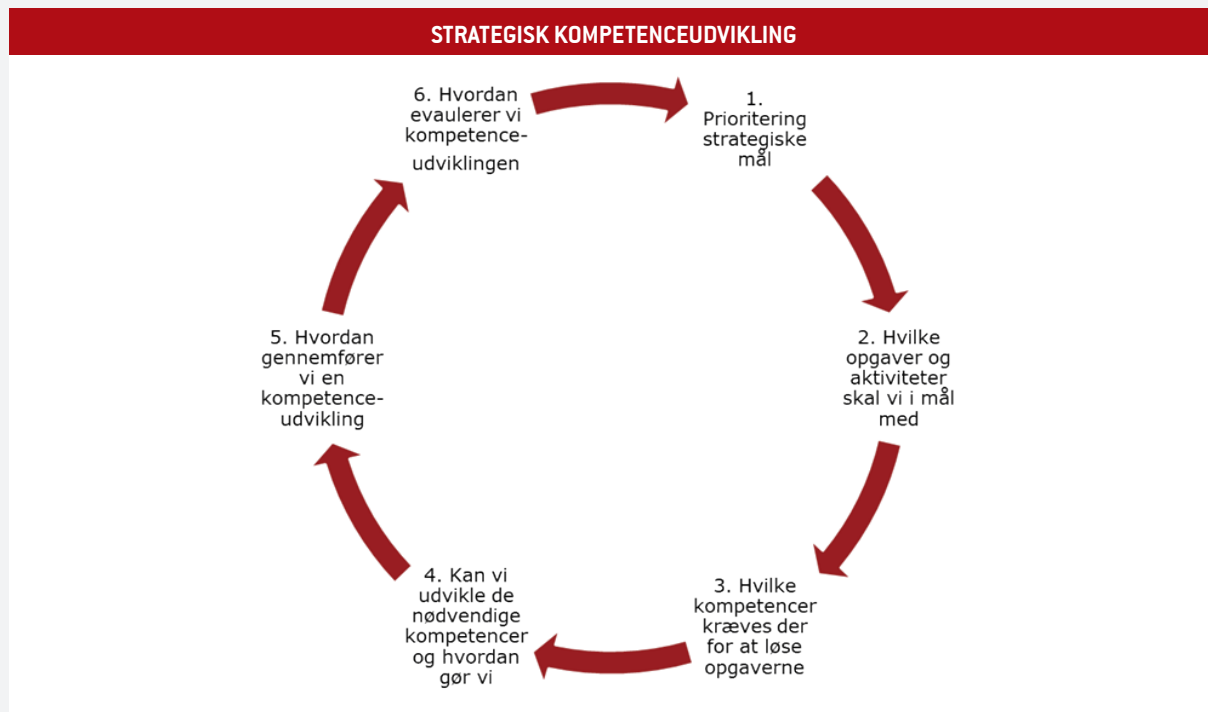 STRATEGISK KOMPETENCEUDVIKLING
1.
Prioritering
strategiske
mål
2. Hvilke
opgaver og
aktiviteter
skal vi i mål
med
3. Hvilke
kompetencer
kræves der
for at løse
opgaverne
4. Kan vi
udvikle de
nødvendige
kompetencer
og hvordan
gør vi
5. Hvordan
gennemfører
vi en
kompetence-
udvikling
6. Hvordan
evaulerer vi
kompetence-
udviklingen